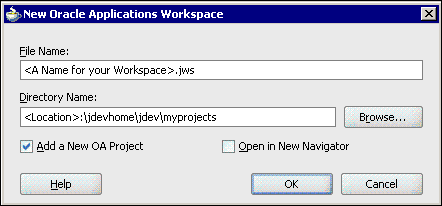 New Oracle Applications Workspace
File Name:
<A Name for your Workspace>.jws
Directory Name:
<Location>:\jdevhome\jdev\myprojects
Browse...
Add a New OA Project Open in New Navigator
Help OK Cancel